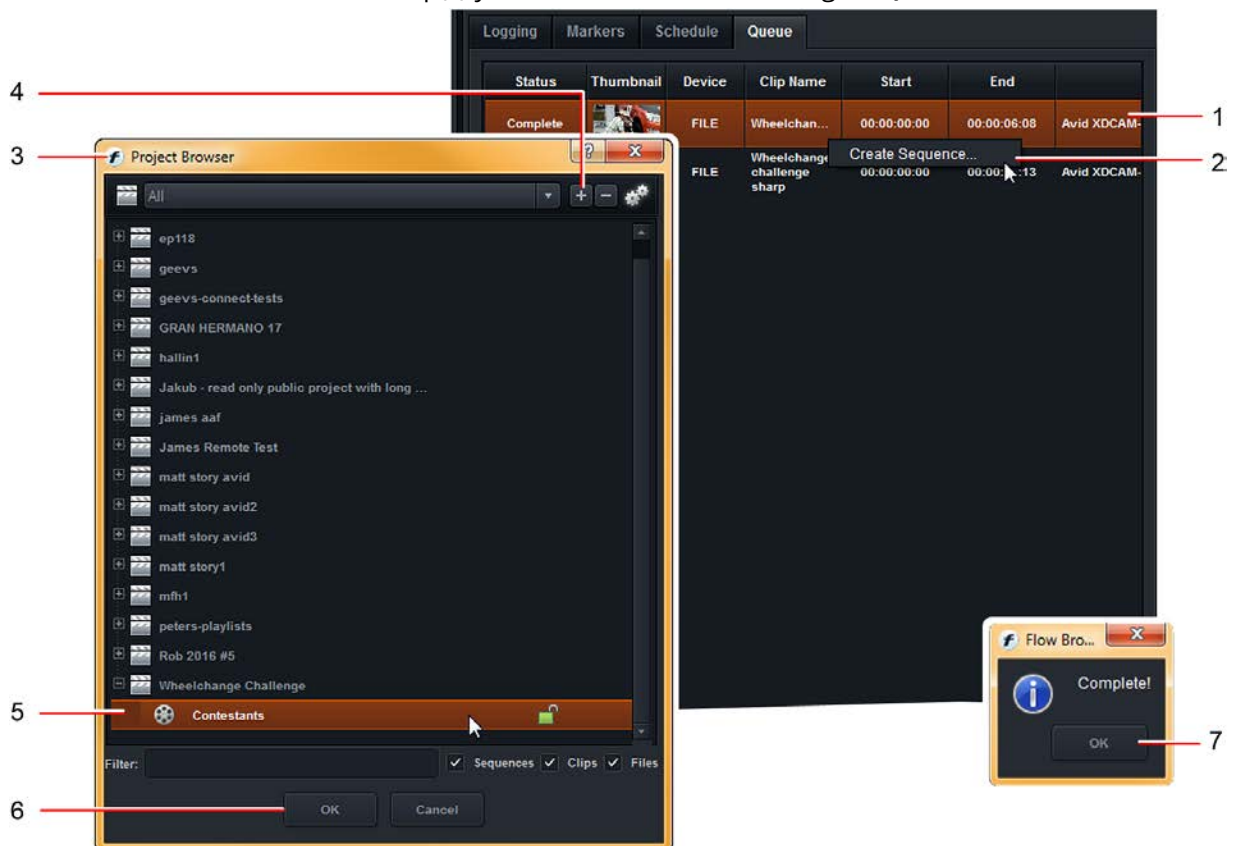 Logging Markers Schedule Queue
Status Thumbnail Device Clip Name Start End
4
Complete FILE Wheelchan... 00:00:00:00 00:00:06:08 Avid XDCAM-
1
3
Project Browser
Create Sequence...
2
FILE Wheelchange challenge sharp 00:00:00:00 :13 Avid XDCAM-
All
ep118
geevs
geevs-connect-tests
GRAN HERMANO 17
hallin1
Jakub - read only public project with long ...
james aaf
James Remote Test
matt story avid
matt story avid2
matt story avid3
matt story1
mfh1
peters-playlists
Rob 2016 #5
Wheelchange Challenge
5
Contestants
Filter: Sequences Clips Files
6
OK Cancel
Flow Bro...
Complete!
OK
7